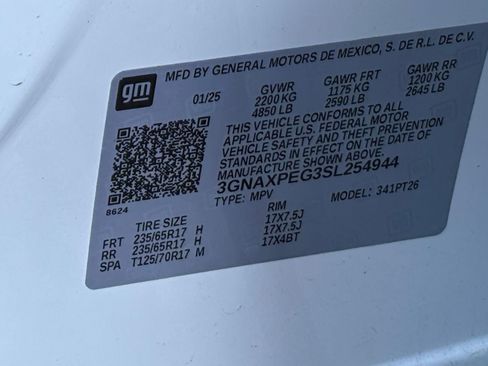 gm
MFD BY GENERAL MOTORS DE MEXICO, S. DE R.L. DE C.V.
01/25 GVWR GAWR FRT GAWR RR
2200 KG 1175 KG 1200 KG
4850 LB 2590 LB 2645 LB
THIS VEHICLE CONFORMS TO ALL
APPLICABLE U.S. FEDERAL MOTOR
VEHICLE SAFETY AND THEFT PREVENTION
STANDARDS IN EFFECT ON THE DATE OF
MANUFACTURE SHOWN ABOVE.
3GNAXPEG3SL254944
TYPE: MPV MODEL: 341PT26
8624
TIRE SIZE RIM
FRT 235/65R17 H 17X7.5J
RR 235/65R17 H 17X7.5J
SPA T125/70R17 M 17X4BT